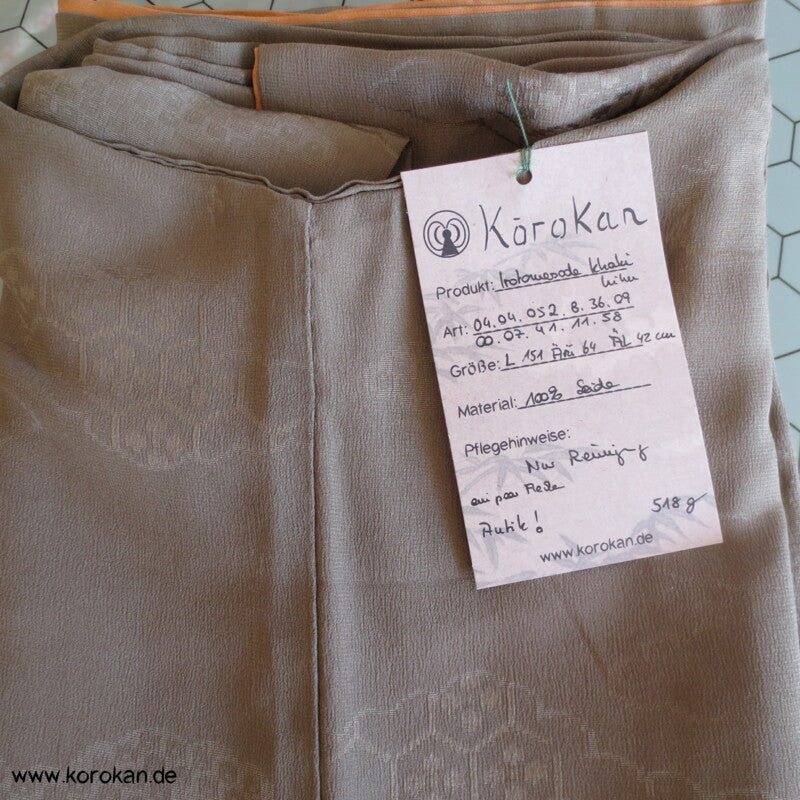 KōroKan
Produkt: Irotomesode khaki
Art: 04.04.052.8.36.09
00.07.41.11.58
Größe: L 151 Ärm 64 ÄL 42 cm
Material: 100% Seide
Pflegehinweise:
Nur Reinigung
ein paar Flecke
Antik!
518 g
www.korokan.de
www.korokan.de